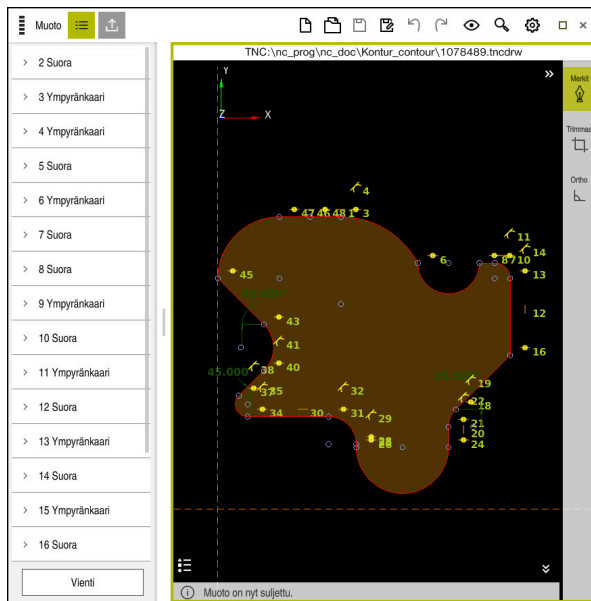 Muoto
TNC:\nc_prog\nc_doc\Kontur_contour\1078489.tncdrw
2 Suora
3 Ympyränkaari
4 Ympyränkaari
5 Suora
6 Ympyränkaari
7 Suora
8 Suora
9 Ympyränkaari
10 Suora
11 Ympyränkaari
12 Suora
13 Ympyränkaari
14 Suora
15 Ympyränkaari
16 Suora
Vienti
Y
Z X
4
47 46 48 1 3
11
6 8 7 10 14
45 13
43 12
41 16
40
45.000 38
37 35 32 19
34 30 31 29 22 18
21
20
24
Merkit
Trimmaa
Ortho
Muoto on nyt suljettu.